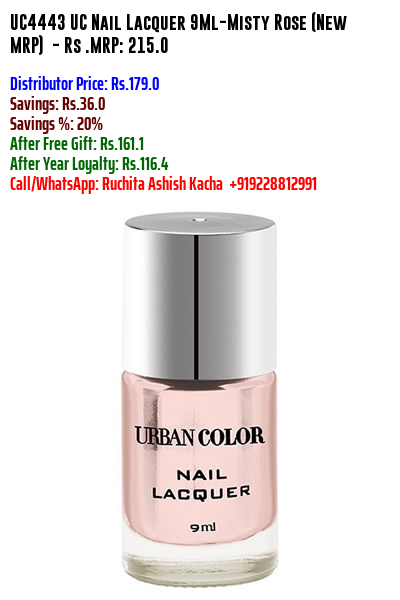 UC4443 UC Nail Lacquer 9Ml-Misty Rose (New
MRP) - Rs .MRP: 215.0
Distributor Price: Rs.179.0
Savings: Rs.36.0
Savings %: 20%
After Free Gift: Rs.161.1
After Year Loyalty: Rs.116.4
Call/WhatsApp: Ruchita Ashish Kacha +919228812991
URBAN COLOR
NAIL
LACQUER
9ml